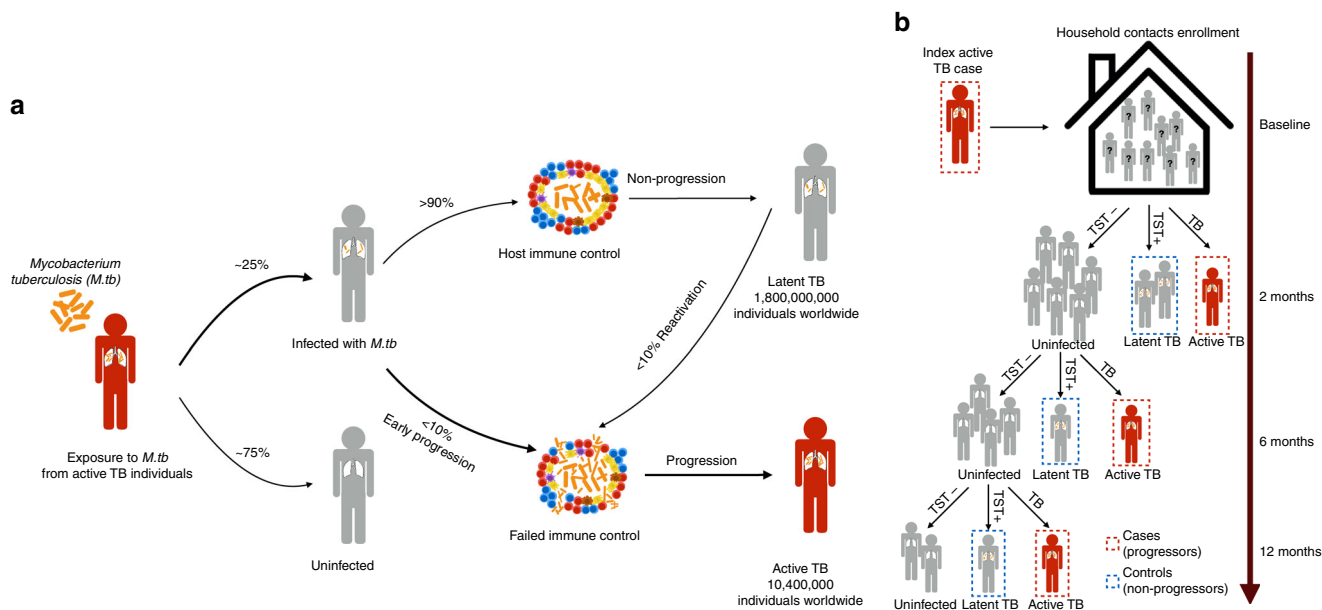 a
Mycobacterium
tuberculosis (M.tb)
Exposure to M.tb
from active TB individuals
~25%
~75%
Infected with M.tb
Uninfected
>90%
<10%
Early progression
Host immune control
Non-progression
Latent TB
1,800,000,000
individuals worldwide
<10% Reactivation
Failed immune control
Progression
Active TB
10,400,000
individuals worldwide
b
Household contacts enrollment
Index active
TB case
? ? ? ? ? ? ? ? ?
Baseline
TST –
TST+
TB
Uninfected
Latent TB
Active TB
2 months
TST –
TST+
TB
Uninfected
Latent TB
Active TB
6 months
TST –
TST+
TB
Uninfected
Latent TB
Active TB
Cases
(progressors)
Controls
(non-progressors)
12 months